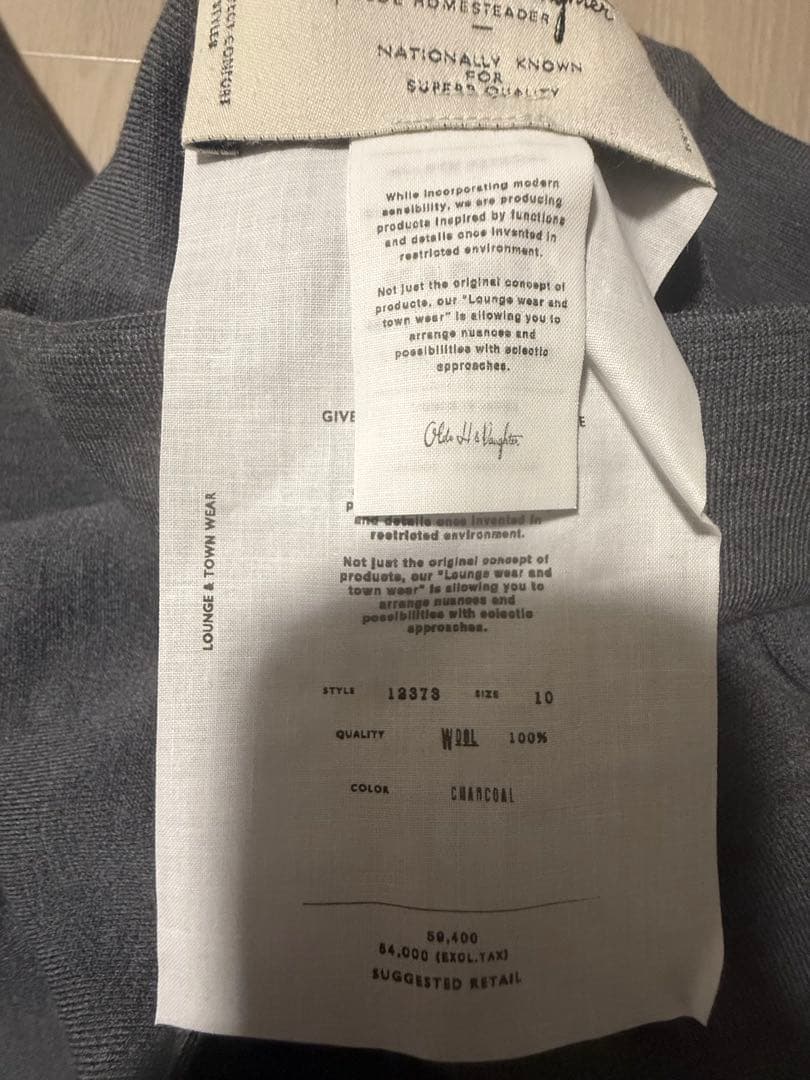 HOMESTEADER
NATIONALLY KNOWN
FOR
SUPERB QUALITY
While incorporating modern
sensibility, we are producing
products inspired by functions
and details once invented in
restricted environment.
Not just the original concept of
products, our "Lounge wear and
town wear" is allowing you to
arrange nuances and
possibilities with eclectic
approaches.
Olde H & Daughter
GIVE
E
P
and details once invented in
restricted environment.
Not just the original concept of
products, our "Lounge wear and
town wear" is allowing you to
arrange nuances and
possibilities with eclectic
approaches.
LOUNGE & TOWN WEAR
STYLE 12373 SIZE 10
QUALITY WOOL 100%
COLOR CHARCOAL
59,400
54,000 (EXCL.TAX)
SUGGESTED RETAIL